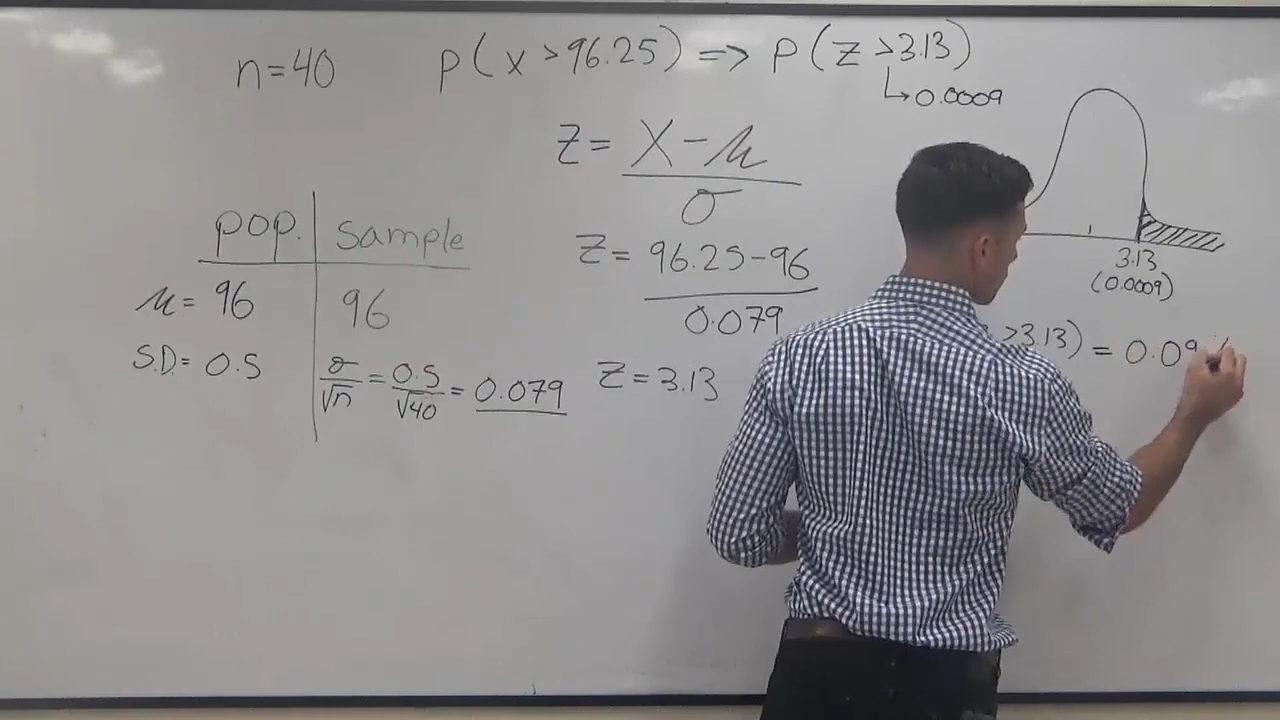 n=40
P(x>96.25) => P(z>3.13)
↳0.0009
z = X-μ
σ
pop. sample
μ= 96 96
S.D.= 0.5
σ/√n = 0.5/√40 = 0.079
z = 96.25-96
0.079
z = 3.13
3.13
(0.0009)
>3.13) = 0.09